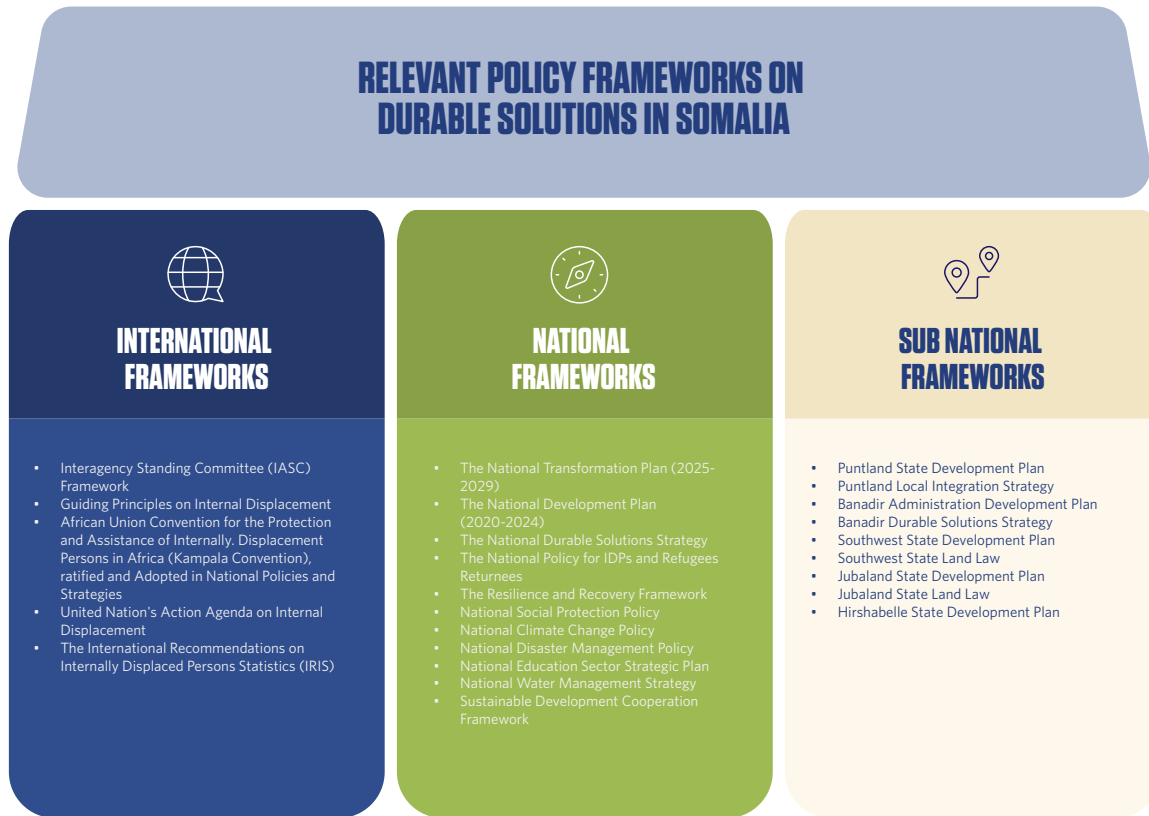 RELEVANT POLICY FRAMEWORKS ON
DURABLE SOLUTIONS IN SOMALIA
INTERNATIONAL
FRAMEWORKS
• Interagency Standing Committee (IASC)
Framework
• Guiding Principles on Internal Displacement
• African Union Convention for the Protection
and Assistance of Internally. Displacement
Persons in Africa (Kampala Convention),
ratified and Adopted in National Policies and
Strategies
• United Nation's Action Agenda on Internal
Displacement
• The International Recommendations on
Internally Displaced Persons Statistics (IRIS)
NATIONAL
FRAMEWORKS
• The National Transformation Plan (2025-
2029)
• The National Development Plan
(2020-2024)
• The National Durable Solutions Strategy
• The National Policy for IDPs and Refugees
Returnees
• The Resilience and Recovery Framework
• National Social Protection Policy
• National Climate Change Policy
• National Disaster Management Policy
• National Education Sector Strategic Plan
• National Water Management Strategy
• Sustainable Development Cooperation
Framework
SUB NATIONAL
FRAMEWORKS
• Puntland State Development Plan
• Puntland Local Integration Strategy
• Banadir Administration Development Plan
• Banadir Durable Solutions Strategy
• Southwest State Development Plan
• Southwest State Land Law
• Jubaland State Development Plan
• Jubaland State Land Law
• Hirshabelle State Development Plan